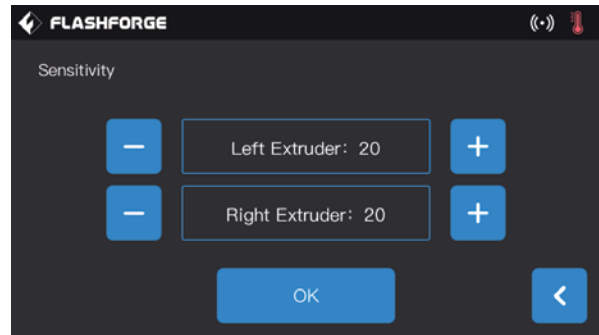 FLASHFORGE
Sensitivity
Left Extruder: 20
Right Extruder: 20
OK